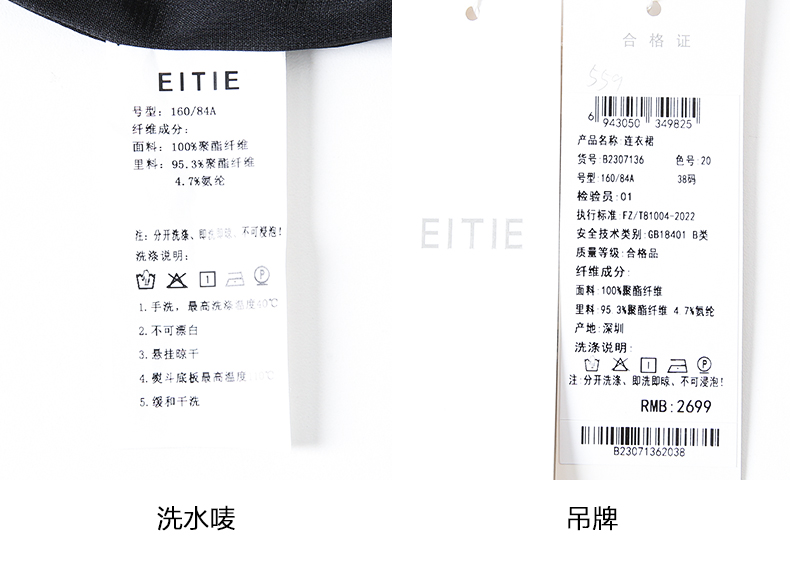 EITIE
号型: 160/84A
纤维成分:
面料: 100%聚酯纤维
里料: 95.3%聚酯纤维
4.7%氨纶
注: 分开洗涤、即洗即晾、不可浸泡!
洗涤说明:
1.手洗, 最高洗涤温度40℃
2.不可漂白
3.悬挂晾干
4.熨斗底板最高温度
5.缓和干洗
洗水唛
EITIE
合格证
559
6 943050 349825
产品名称:连衣裙
货号:B2307136 色号:20
号型:160/84A 38码
检验员:01
执行标准:FZ/T81004-2022
安全技术类别:GB18401 B类
质量等级:合格品
纤维成分:
面料:100%聚酯纤维
里料:95.3%聚酯纤维 4.7%氨纶
产地:深圳
洗涤说明:
注:分开洗涤、即洗即晾、不可浸泡!
RMB:2699
B23071362038
吊牌